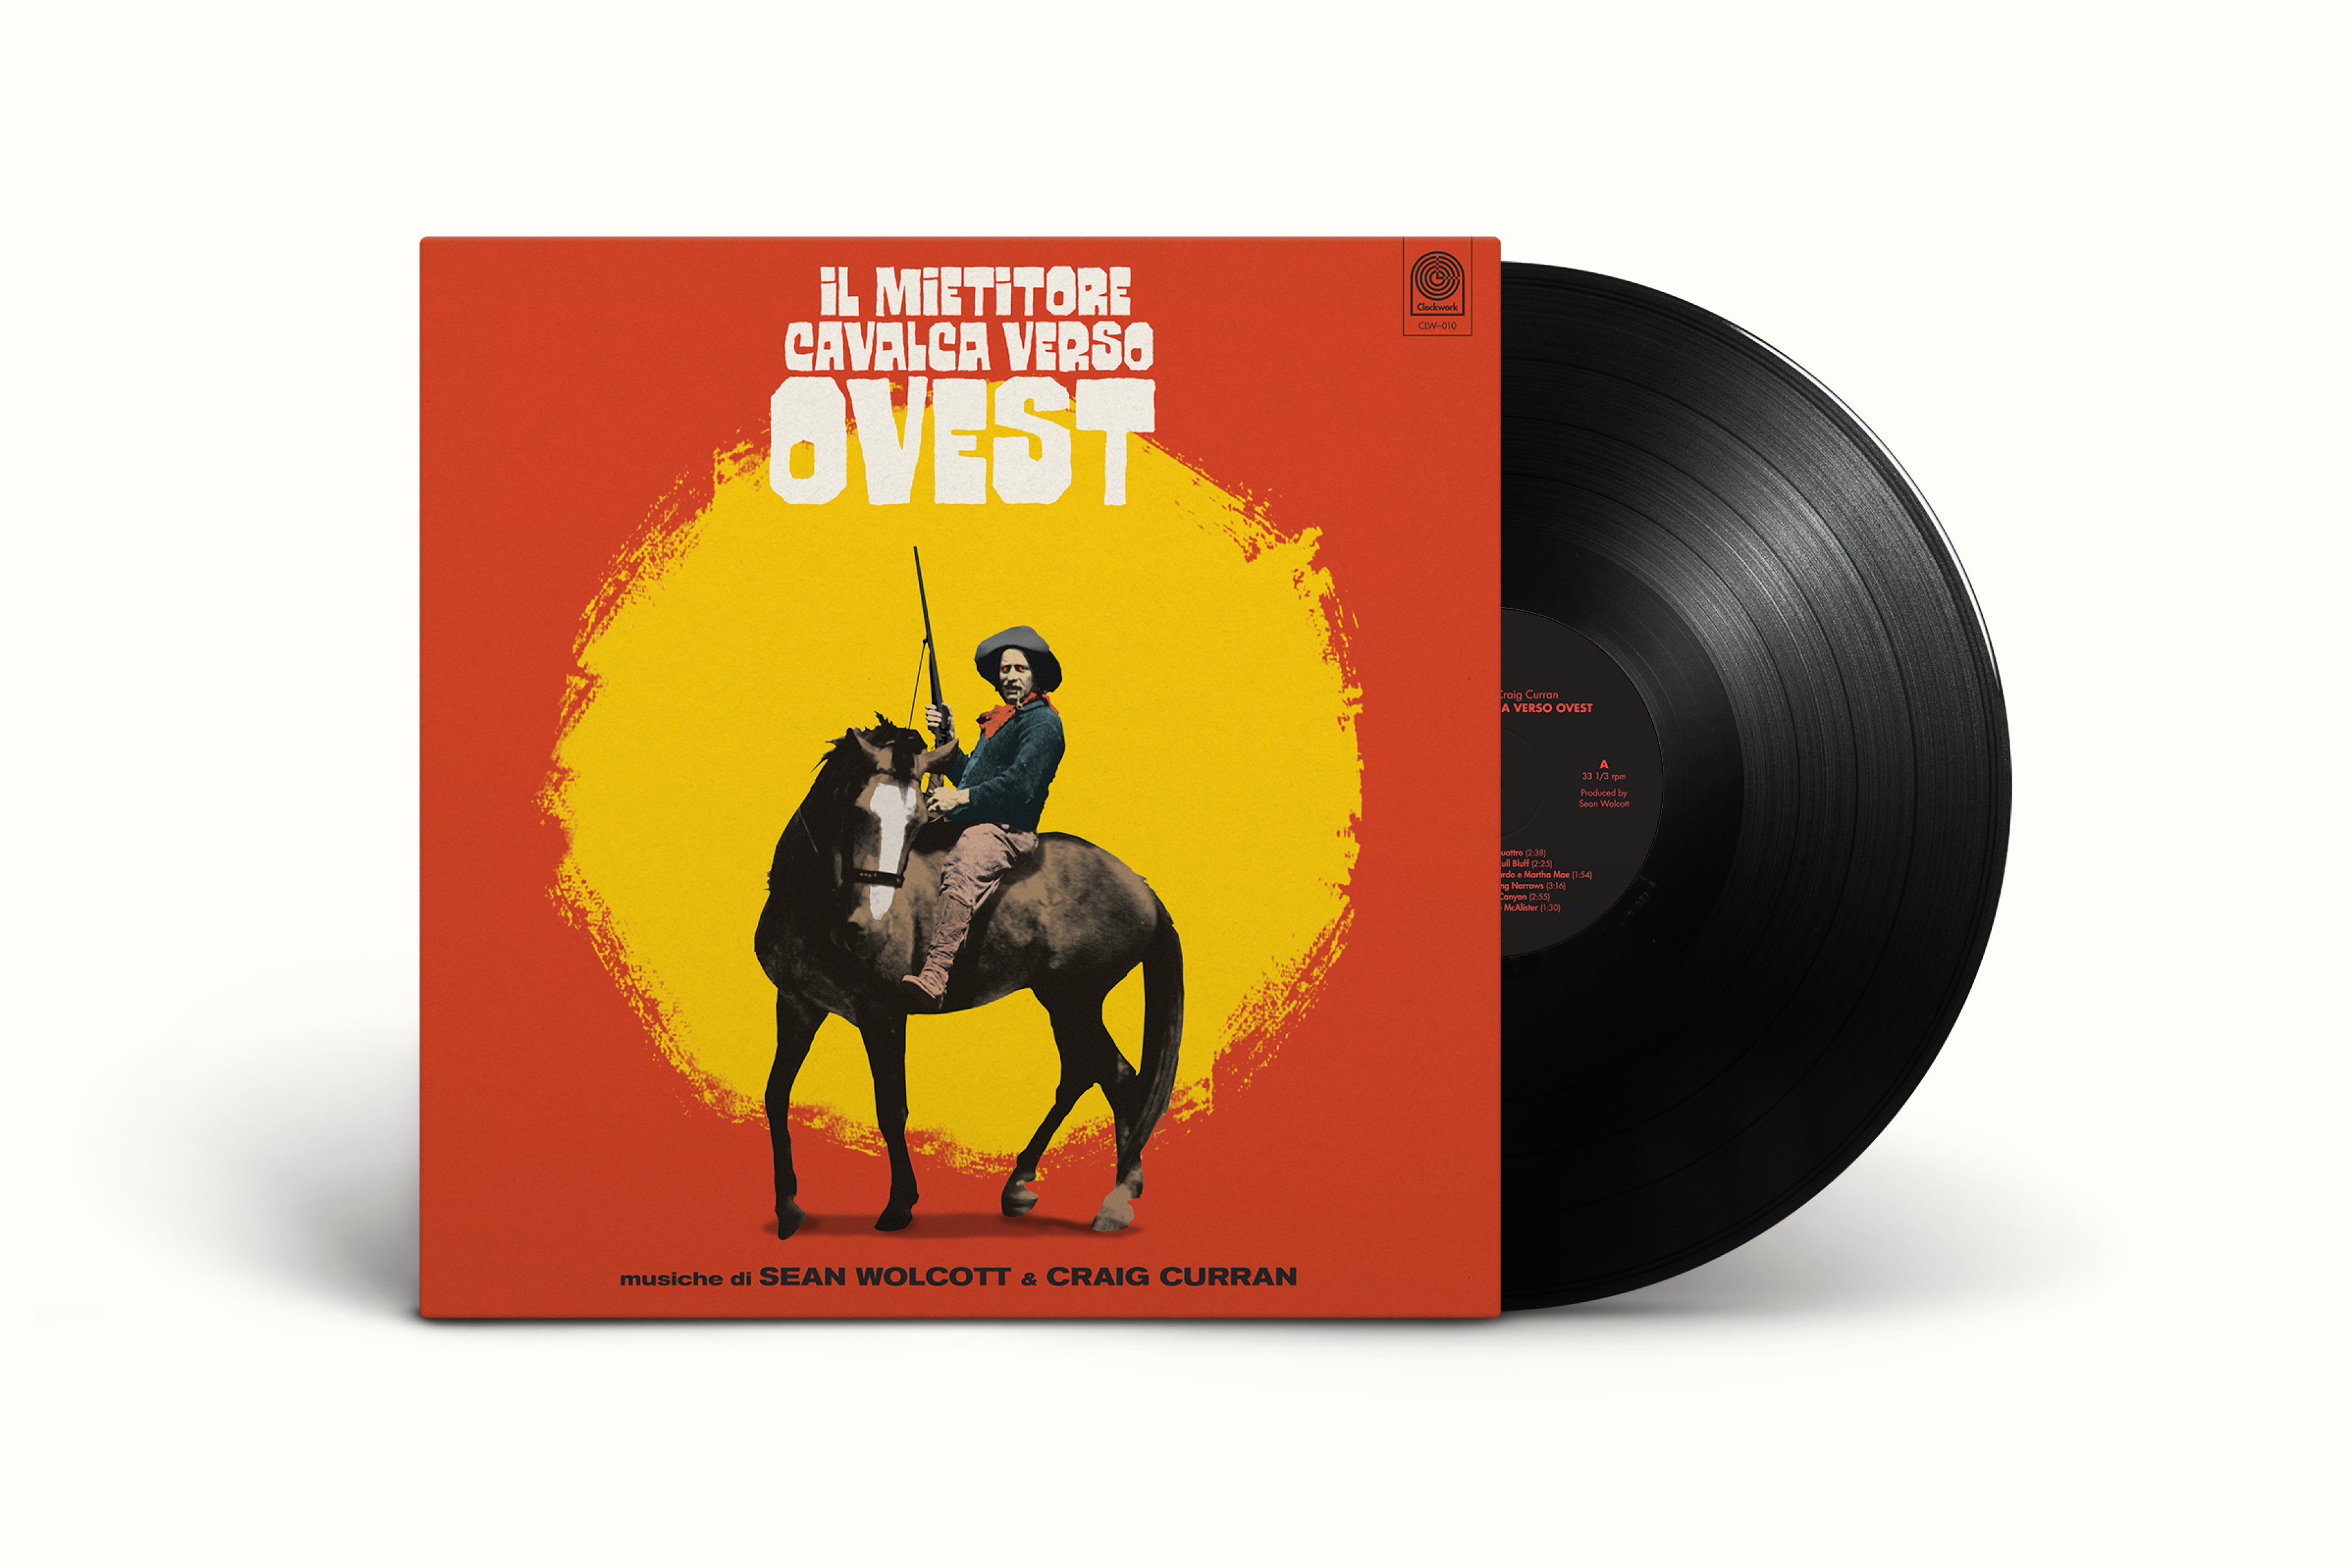 IL MIETITORE
CAVALCA VERSO
OVEST
Clockwork
CLW–010
Craig Curran
A VERSO OVEST
A
33 1/3 rpm
Produced by
Sean Wolcott
(2:38)
Bluff (2:25)
e Martha Mae (1:54)
Narrows (3:16)
Canyon (2:55)
McAlister (1:30)
musiche di SEAN WOLCOTT & CRAIG CURRAN